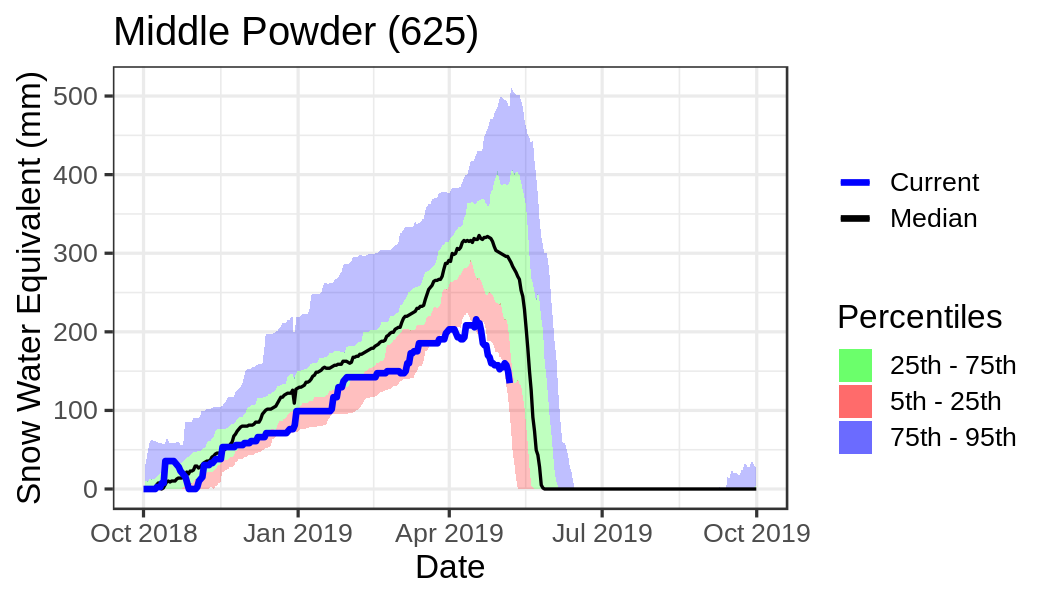 Middle Powder (625)
Snow Water Equivalent (mm)
500
400
300
200
100
0
Oct 2018
Jan 2019
Apr 2019
Jul 2019
Oct 2019
Date
Current
Median
Percentiles
25th - 75th
5th - 25th
75th - 95th